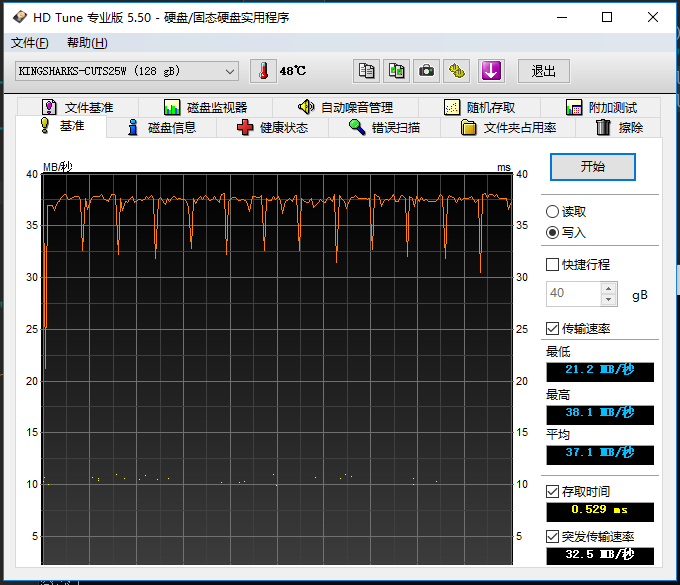 HD Tune 专业版 5.50 - 硬盘/固态硬盘实用程序
文件(F) 帮助(H)
KINGSHARKS-CUTS25W (128 gB) 48℃ 退出
文件基准 磁盘监视器 自动噪音管理 随机存取 附加测试
基准 磁盘信息 健康状态 错误扫描 文件夹占用率 擦除
MB/秒 ms
开始
40 40
读取
35 35
写入
快捷行程
30 30
40 gB
25 25
传输速率
最低
20 20
21.2 MB/秒
最高
38.1 MB/秒
15 15
平均
37.1 MB/秒
10 10
存取时间
0.529 ms
5 5
突发传输速率
32.5 MB/秒